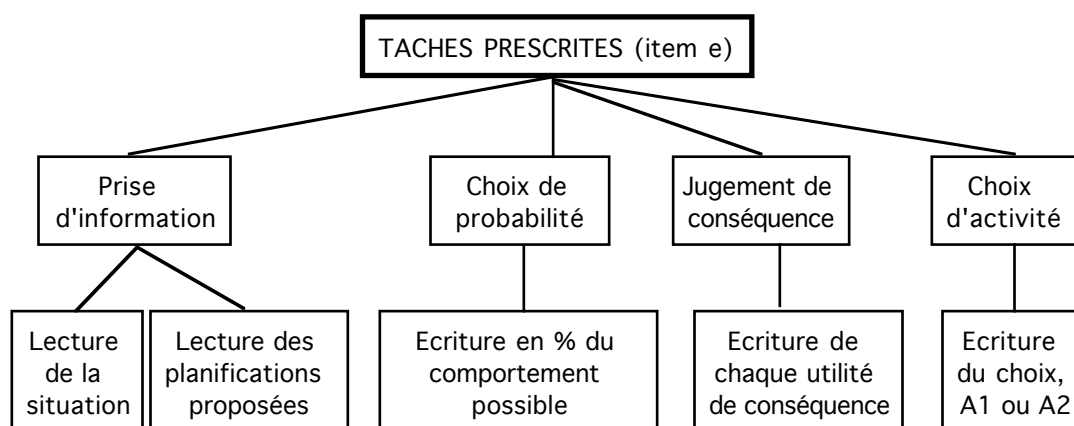 TACHES PRESCRITES (item e)
Prise
d'information
Choix de
probabilité
Jugement de
conséquence
Choix
d'activité
Lecture
de la
situation
Lecture des
planifications
proposées
Ecriture en % du
comportement
possible
Ecriture de
chaque utilité
de conséquence
Ecriture
du choix,
A1 ou A2